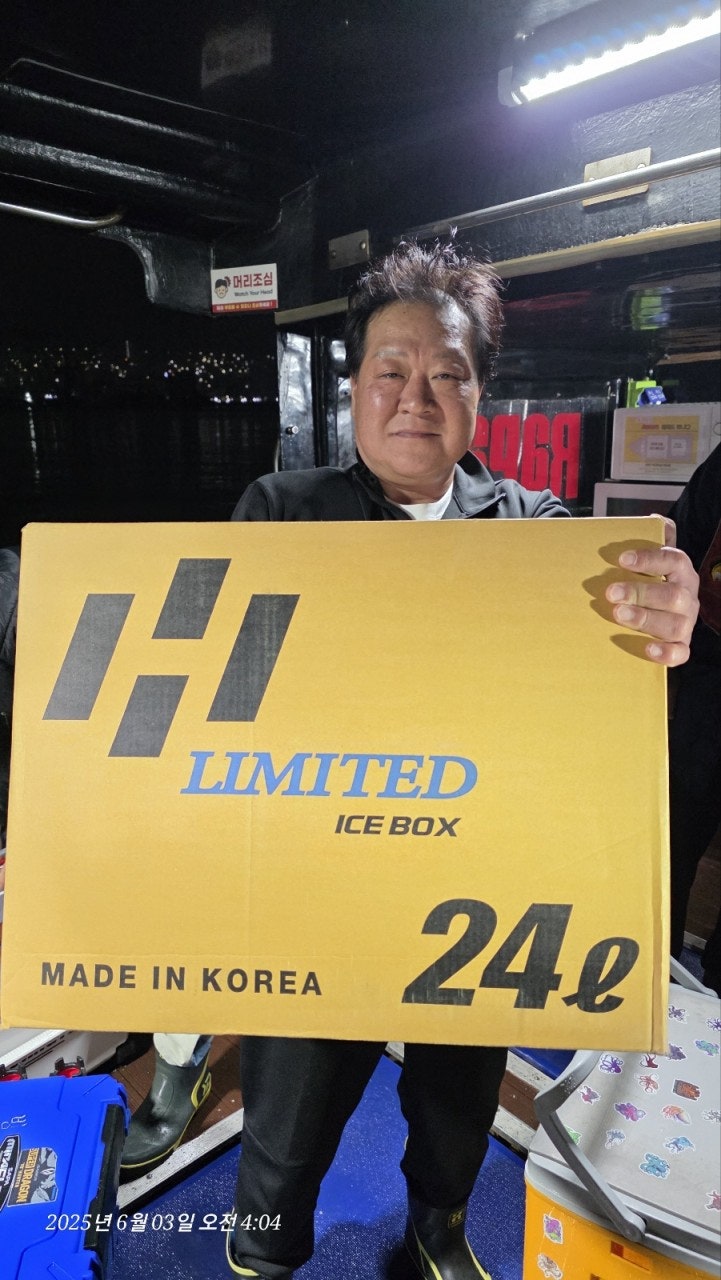 머리조심
Watch Your Head!
LIMITED
ICE BOX
24ℓ
MADE IN KOREA
DRAGON
2025년 6월 03일 오전 4:04